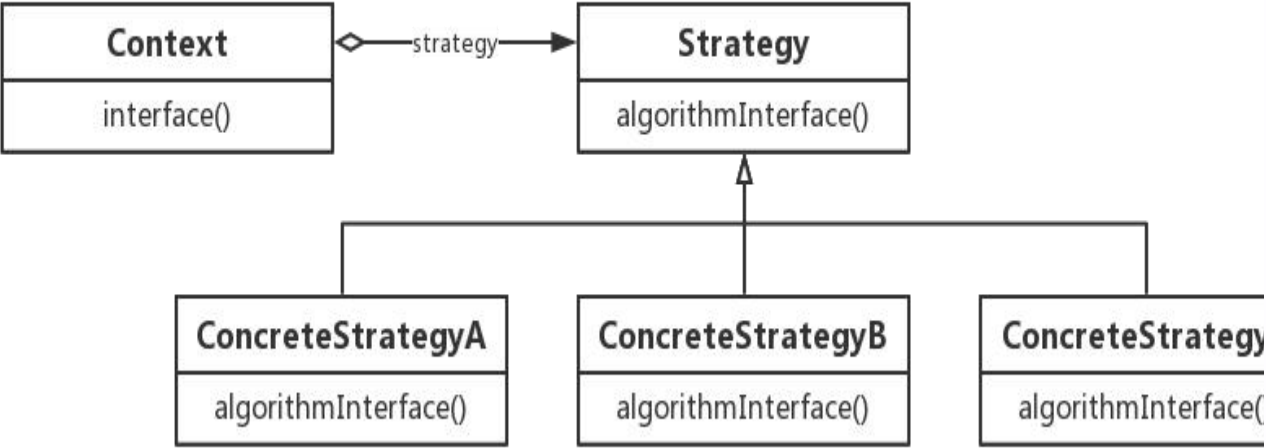 Context
strategy
Strategy
interface()
algorithmInterface()
ConcreteStrategyA
ConcreteStrategyB
ConcreteStrategy
algorithmInterface()
algorithmInterface()
algorithmInterface(